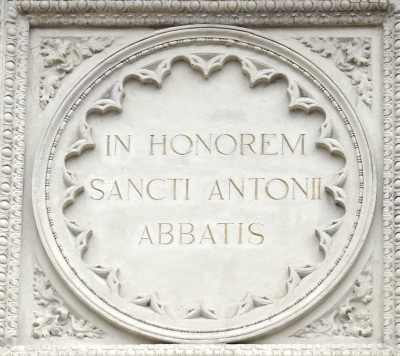 IN HONOREM
SANCTI ANTONII
ABBATIS